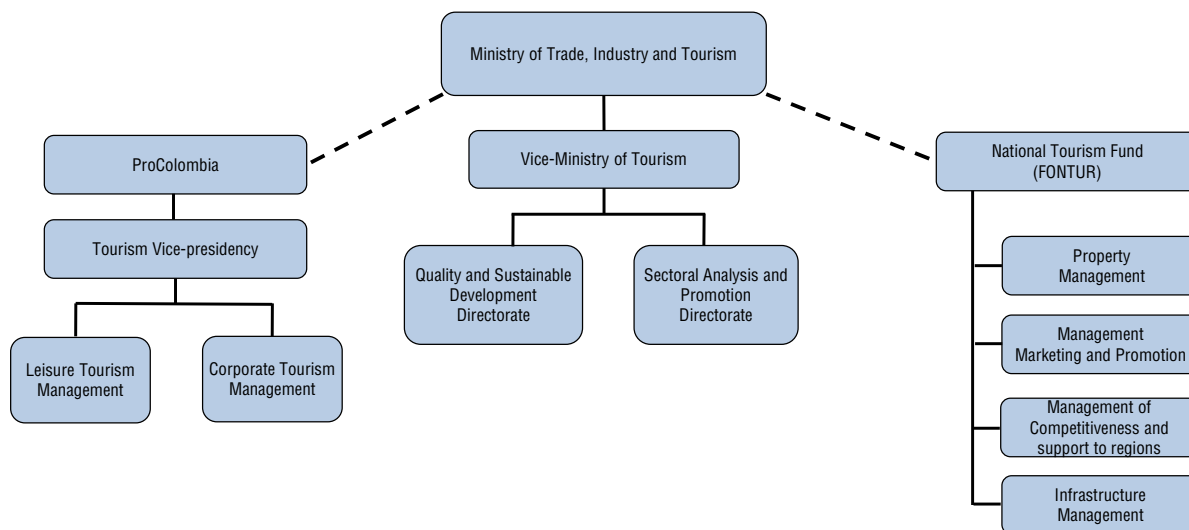 Ministry of Trade, Industry and Tourism
ProColombia
Vice-Ministry of Tourism
National Tourism Fund
(FONTUR)
Tourism Vice-presidency
Quality and Sustainable
Development
Directorate
Sectoral Analysis and
Promotion
Directorate
Leisure Tourism
Management
Corporate Tourism
Management
Property
Management
Management
Marketing and Promotion
Management of
Competitiveness and
support to regions
Infrastructure
Management